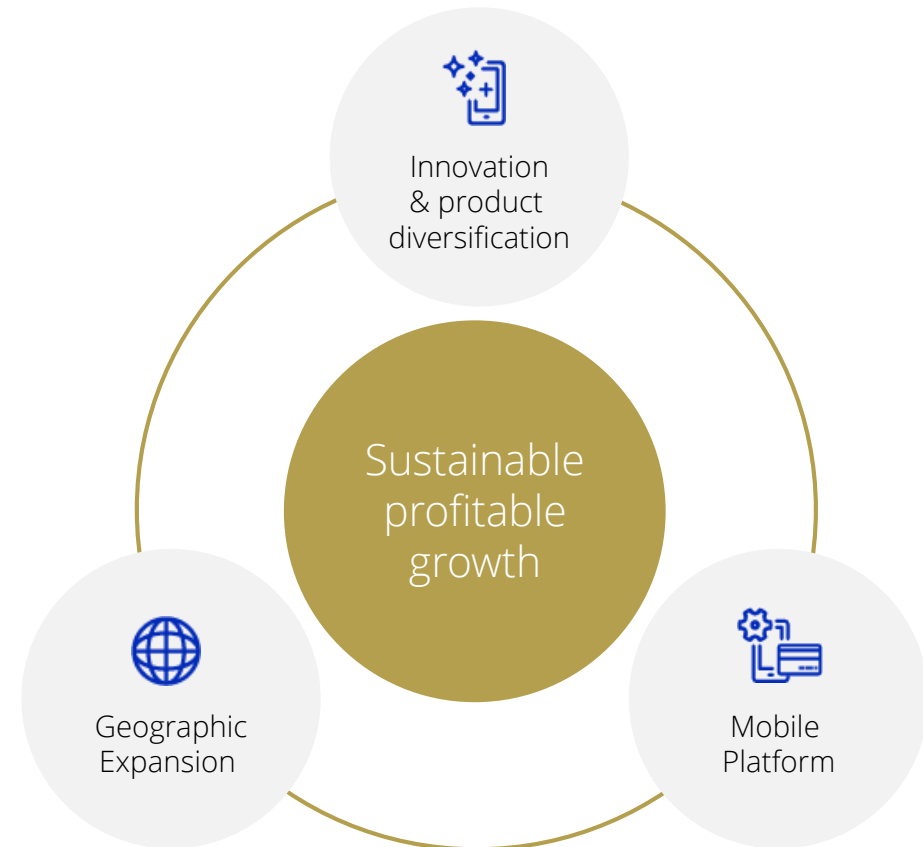 Innovation
& product
diversification
Sustainable
profitable
growth
Geographic
Expansion
Mobile
Platform